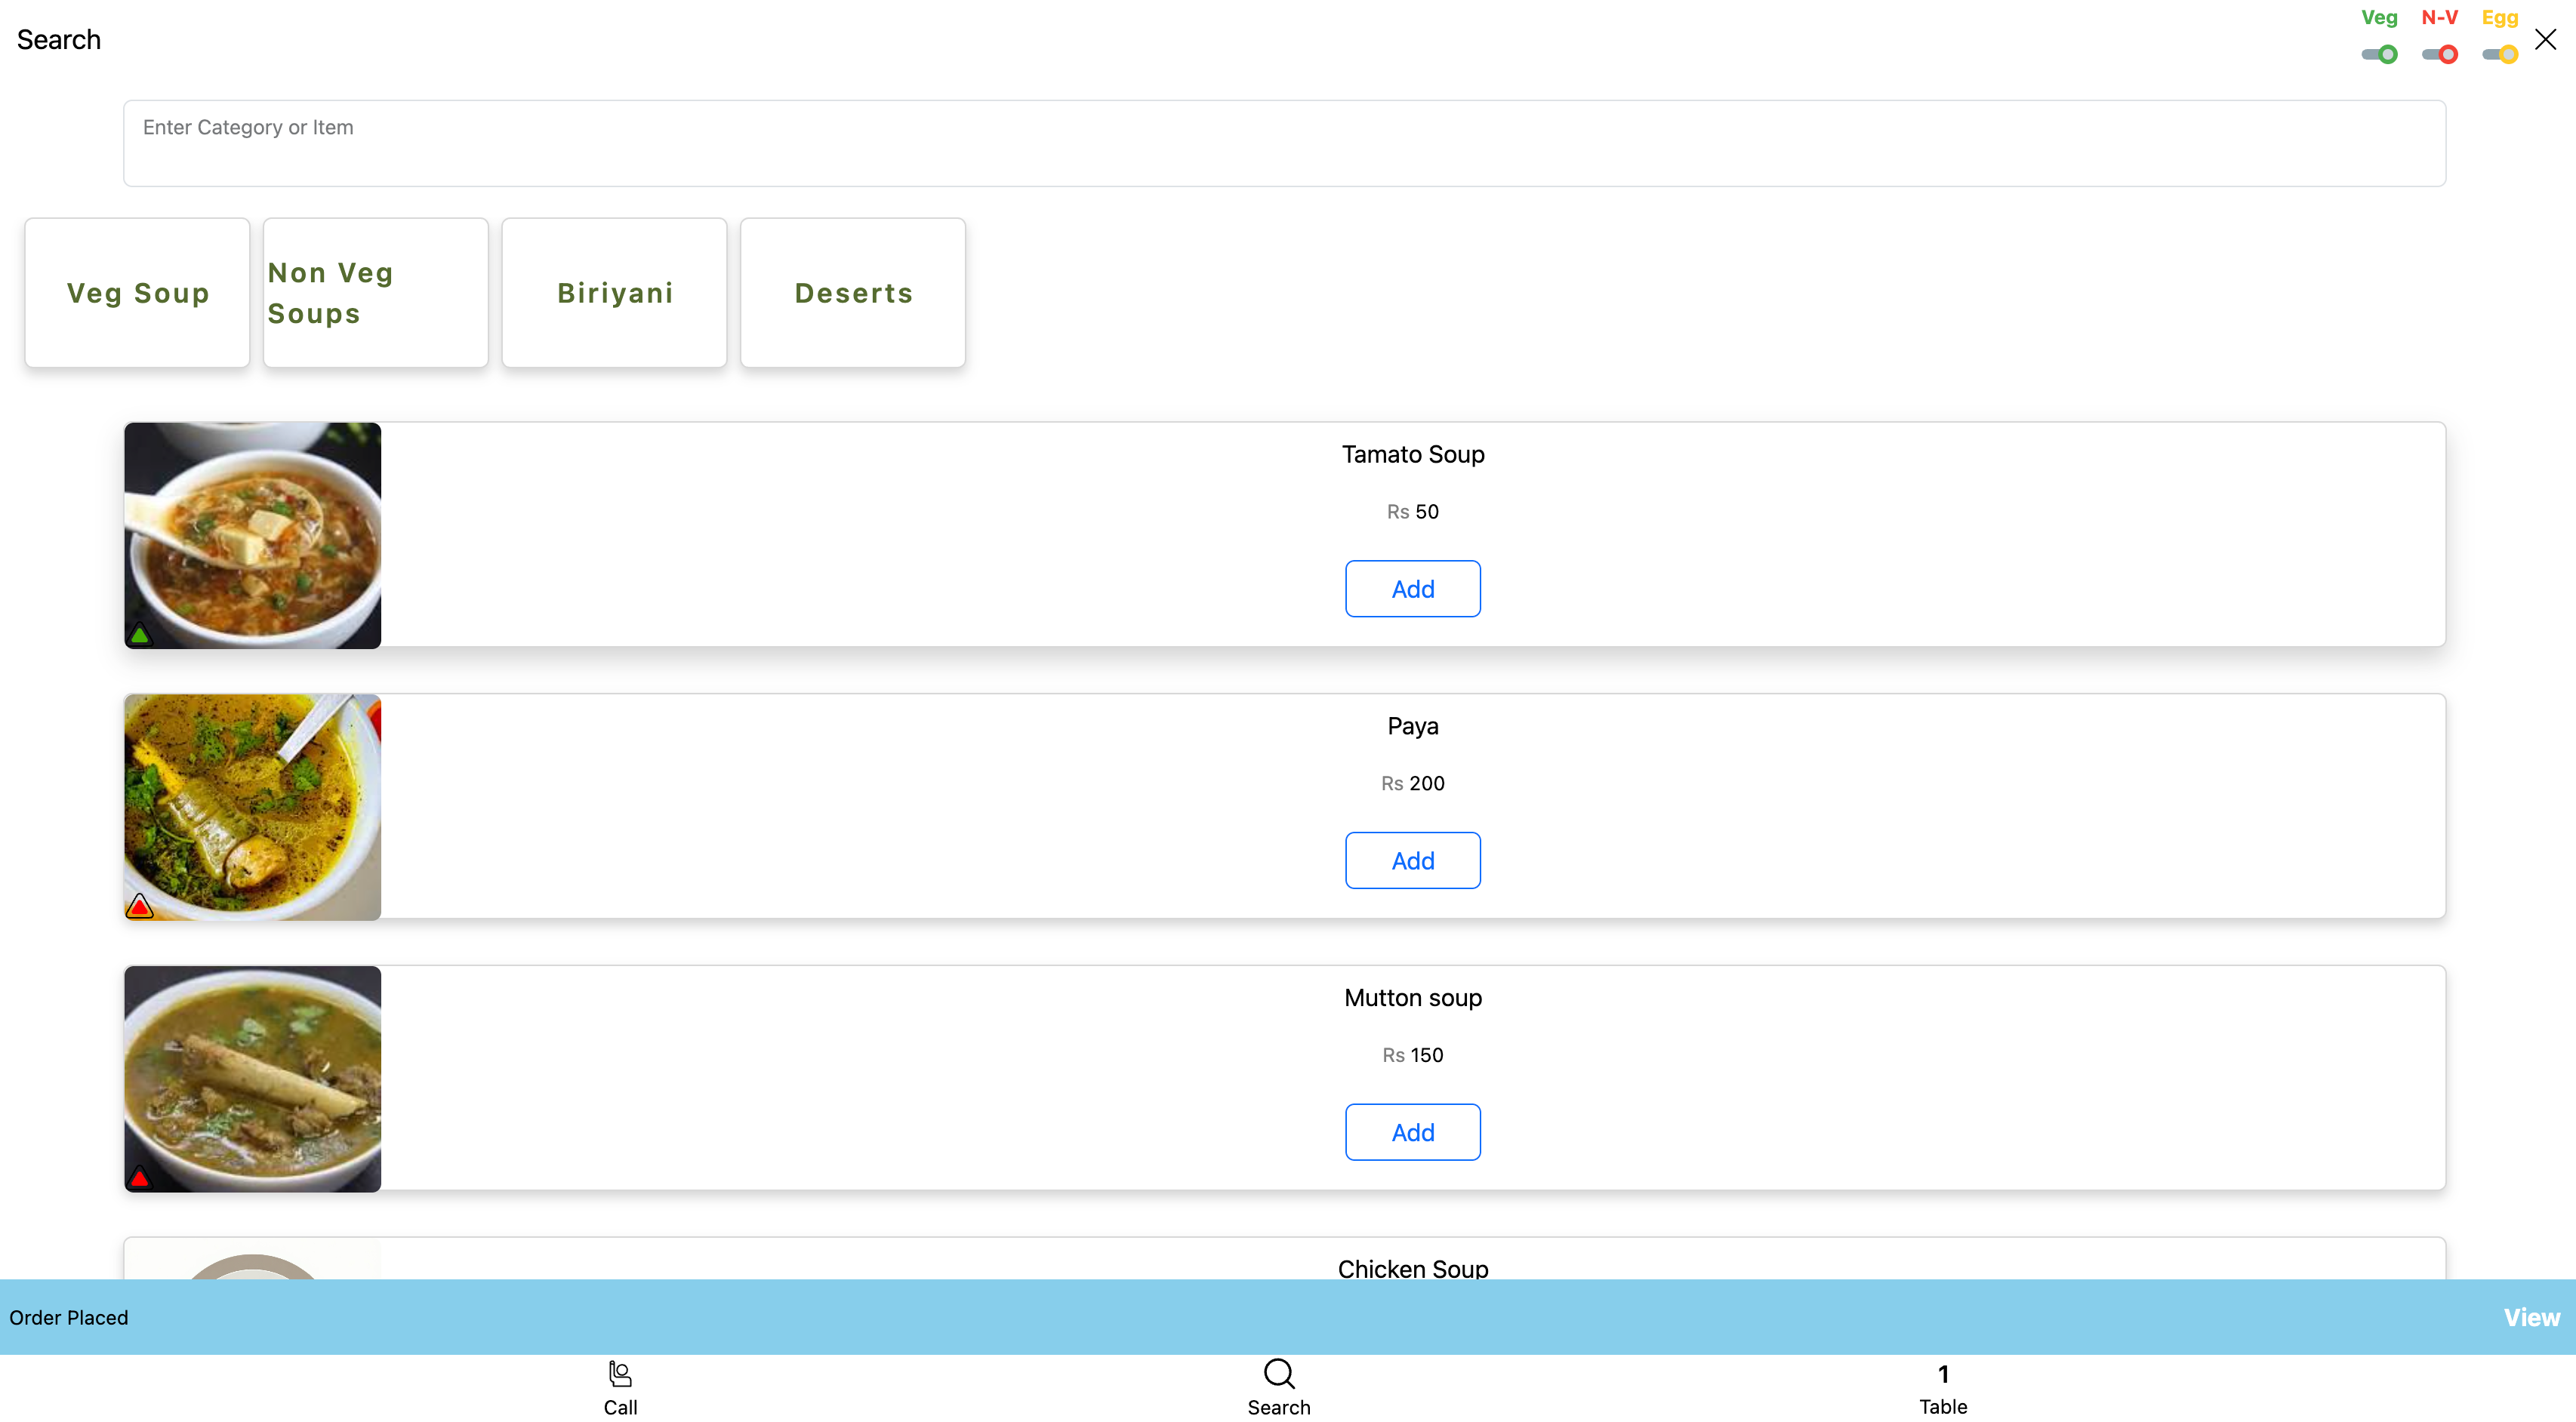 Search
Veg N-V Egg
Enter Category or Item
Veg Soup
Non Veg
Soups
Biriyani
Deserts
Tamato Soup
Rs 50
Add
Paya
Rs 200
Add
Mutton soup
Rs 150
Add
Chicken Soup
Order Placed
View
Call
Search
1
Table